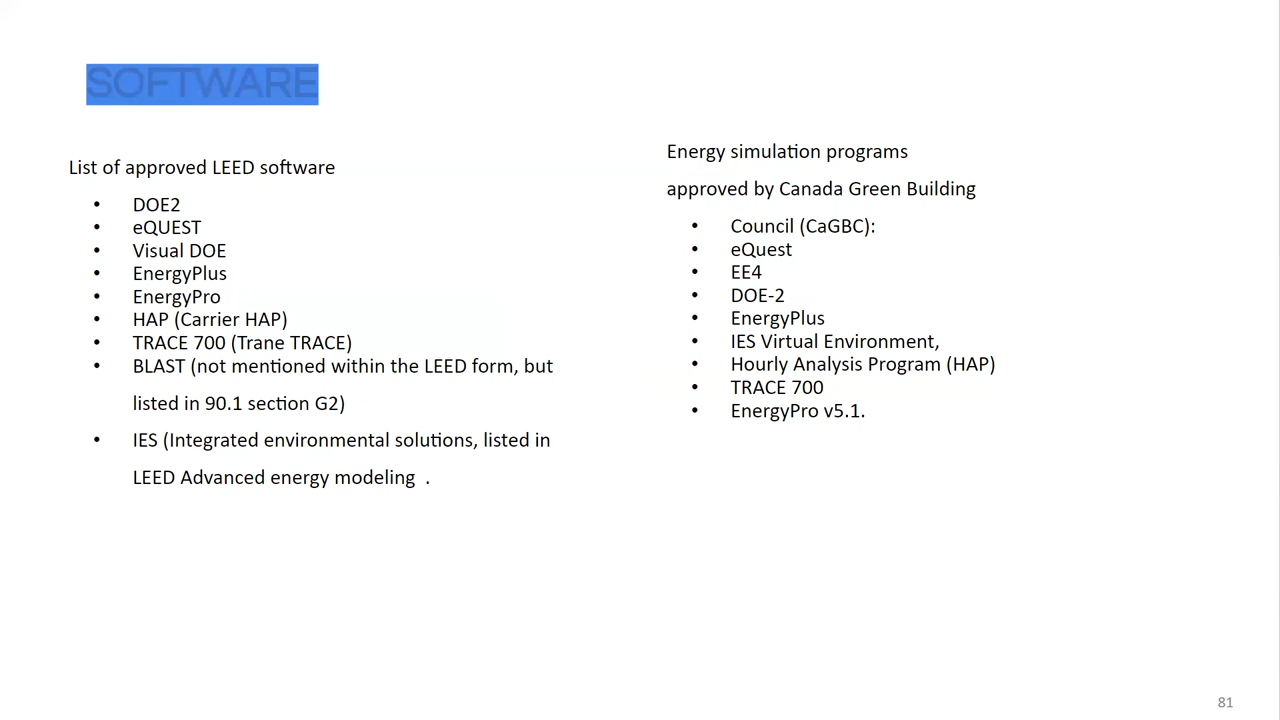 SOFTWARE
List of approved LEED software
• DOE2
• eQUEST
• Visual DOE
• EnergyPlus
• EnergyPro
• HAP (Carrier HAP)
• TRACE 700 (Trane TRACE)
• BLAST (not mentioned within the LEED form, but
listed in 90.1 section G2)
• IES (Integrated environmental solutions, listed in
LEED Advanced energy modeling .
Energy simulation programs
approved by Canada Green Building
• Council (CaGBC):
• eQuest
• EE4
• DOE-2
• EnergyPlus
• IES Virtual Environment,
• Hourly Analysis Program (HAP)
• TRACE 700
• EnergyPro v5.1.
81